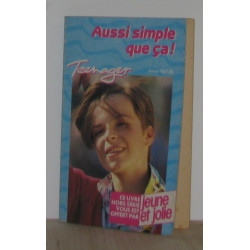 Aussi simple
que ça!
Teenager
CE LIVRE
HORS SÉRIE
VOUS EST
OFFERT PAR
jeune
et jolie